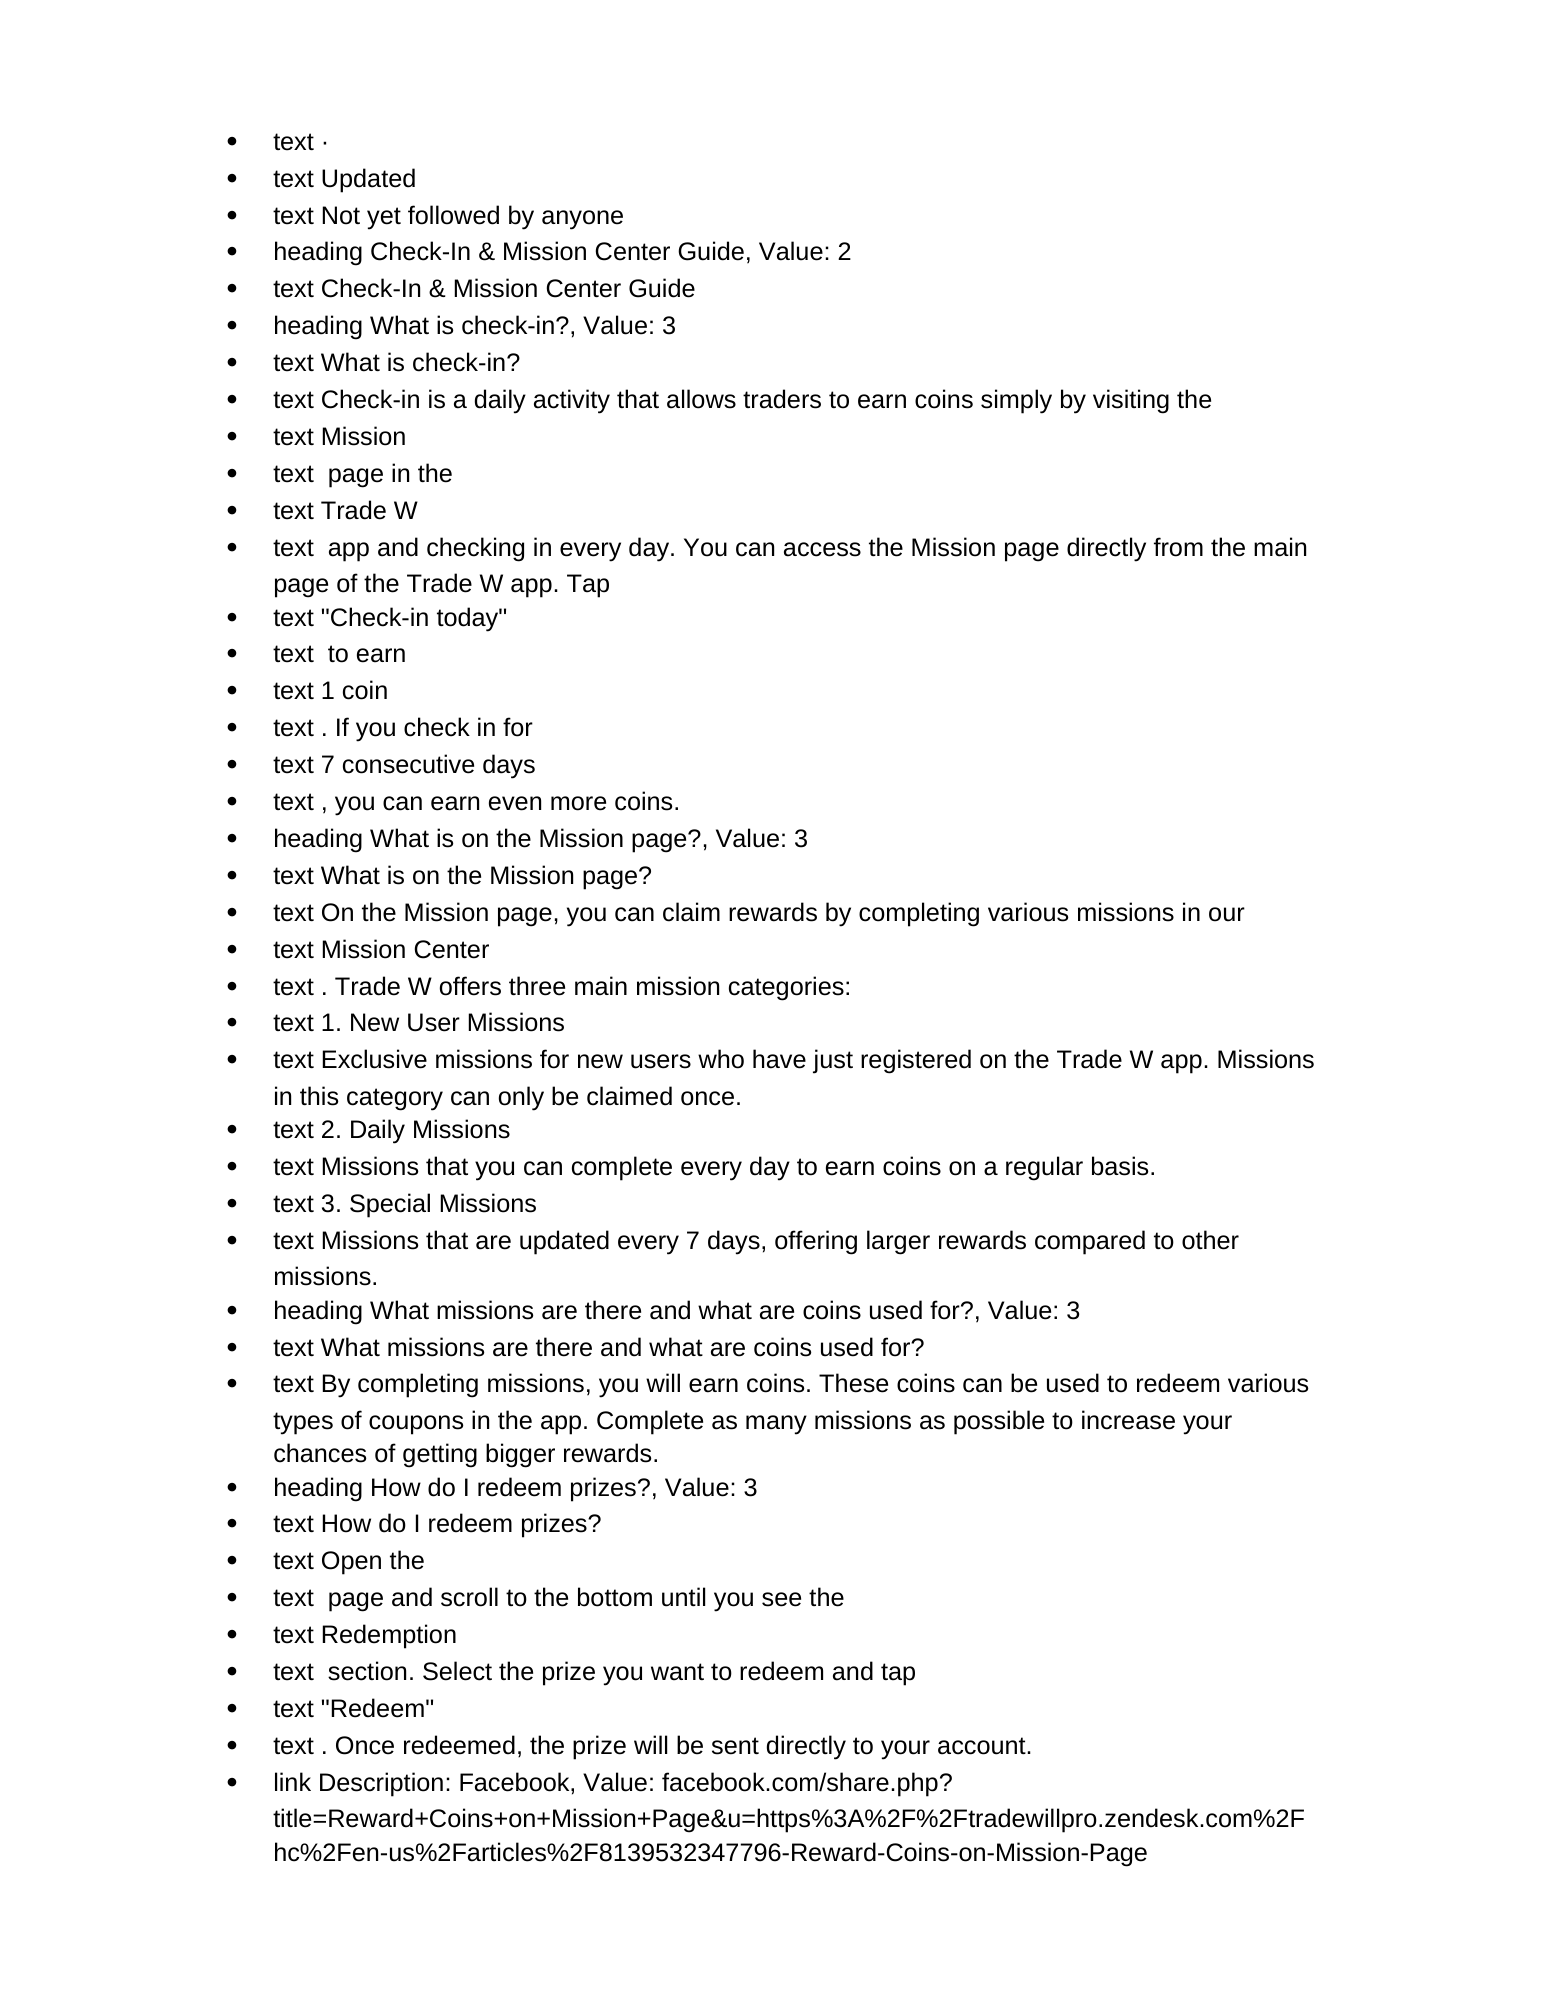 • text ·
• text Updated
• text Not yet followed by anyone
• heading Check-In & Mission Center Guide, Value: 2
• text Check-In & Mission Center Guide
• heading What is check-in?, Value: 3
• text What is check-in?
• text Check-in is a daily activity that allows traders to earn coins simply by visiting the
• text Mission
• text  page in the
• text Trade W
• text  app and checking in every day. You can access the Mission page directly from the main
page of the Trade W app. Tap
• text "Check-in today"
• text  to earn
• text 1 coin
• text . If you check in for
• text 7 consecutive days
• text , you can earn even more coins.
• heading What is on the Mission page?, Value: 3
• text What is on the Mission page?
• text On the Mission page, you can claim rewards by completing various missions in our
• text Mission Center
• text . Trade W offers three main mission categories:
• text 1. New User Missions
• text Exclusive missions for new users who have just registered on the Trade W app. Missions
in this category can only be claimed once.
• text 2. Daily Missions
• text Missions that you can complete every day to earn coins on a regular basis.
• text 3. Special Missions
• text Missions that are updated every 7 days, offering larger rewards compared to other
missions.
• heading What missions are there and what are coins used for?, Value: 3
• text What missions are there and what are coins used for?
• text By completing missions, you will earn coins. These coins can be used to redeem various
types of coupons in the app. Complete as many missions as possible to increase your
chances of getting bigger rewards.
• heading How do I redeem prizes?, Value: 3
• text How do I redeem prizes?
• text Open the
• text  page and scroll to the bottom until you see the
• text Redemption
• text  section. Select the prize you want to redeem and tap
• text "Redeem"
• text . Once redeemed, the prize will be sent directly to your account.
• link Description: Facebook, Value: facebook.com/share.php?
title=Reward+Coins+on+Mission+Page&u=https%3A%2F%2Ftradewillpro.zendesk.com%2F
hc%2Fen-us%2Farticles%2F8139532347796-Reward-Coins-on-Mission-Page